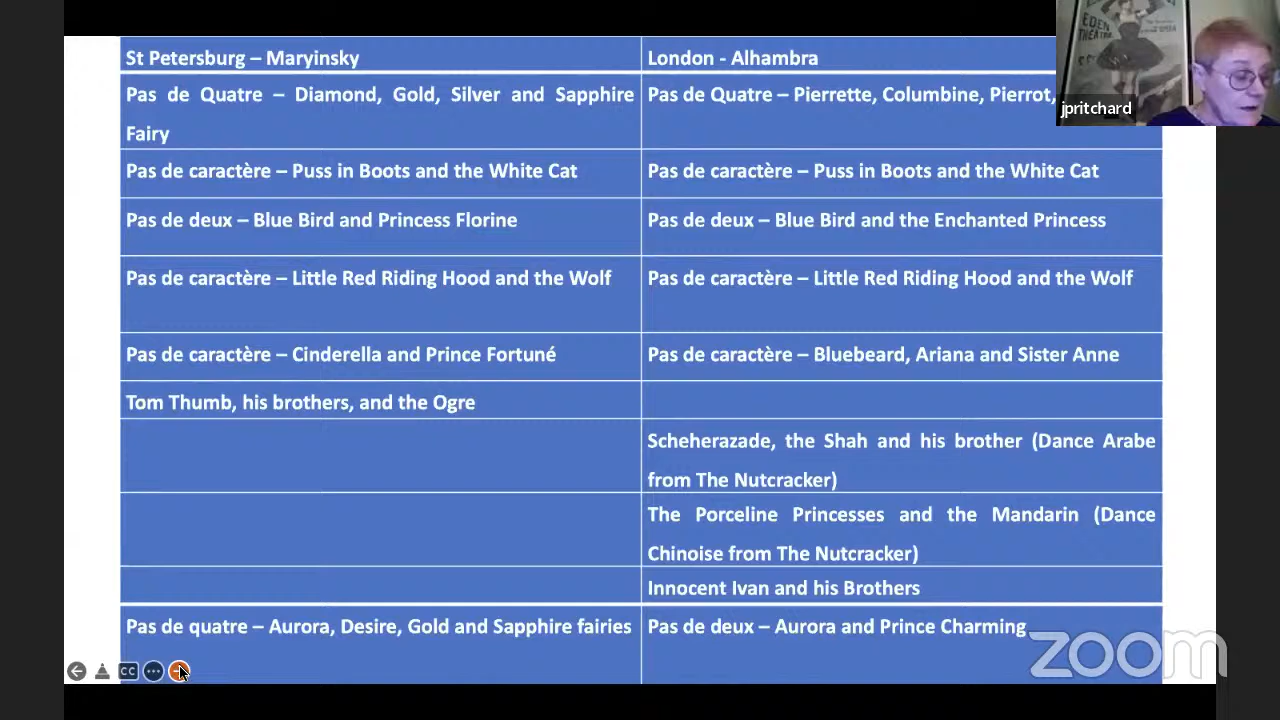 St Petersburg – Maryinsky
London - Alhambra
Pas de Quatre – Diamond, Gold, Silver and Sapphire
Fairy
Pas de Quatre – Pierrette, Columbine, Pierrot,
Pas de caractère – Puss in Boots and the White Cat
Pas de caractère – Puss in Boots and the White Cat
Pas de deux – Blue Bird and Princess Florine
Pas de deux – Blue Bird and the Enchanted Princess
Pas de caractère – Little Red Riding Hood and the Wolf
Pas de caractère – Little Red Riding Hood and the Wolf
Pas de caractère – Cinderella and Prince Fortuné
Pas de caractère – Bluebeard, Ariana and Sister Anne
Tom Thumb, his brothers, and the Ogre
Scheherazade, the Shah and his brother (Dance Arabe
from The Nutcracker)
The Porceline Princesses and the Mandarin (Dance
Chinoise from The Nutcracker)
Innocent Ivan and his Brothers
Pas de quatre – Aurora, Desire, Gold and Sapphire fairies
Pas de deux – Aurora and Prince Charming
EDEN
THEATRE
jpritchard
CC
zoom